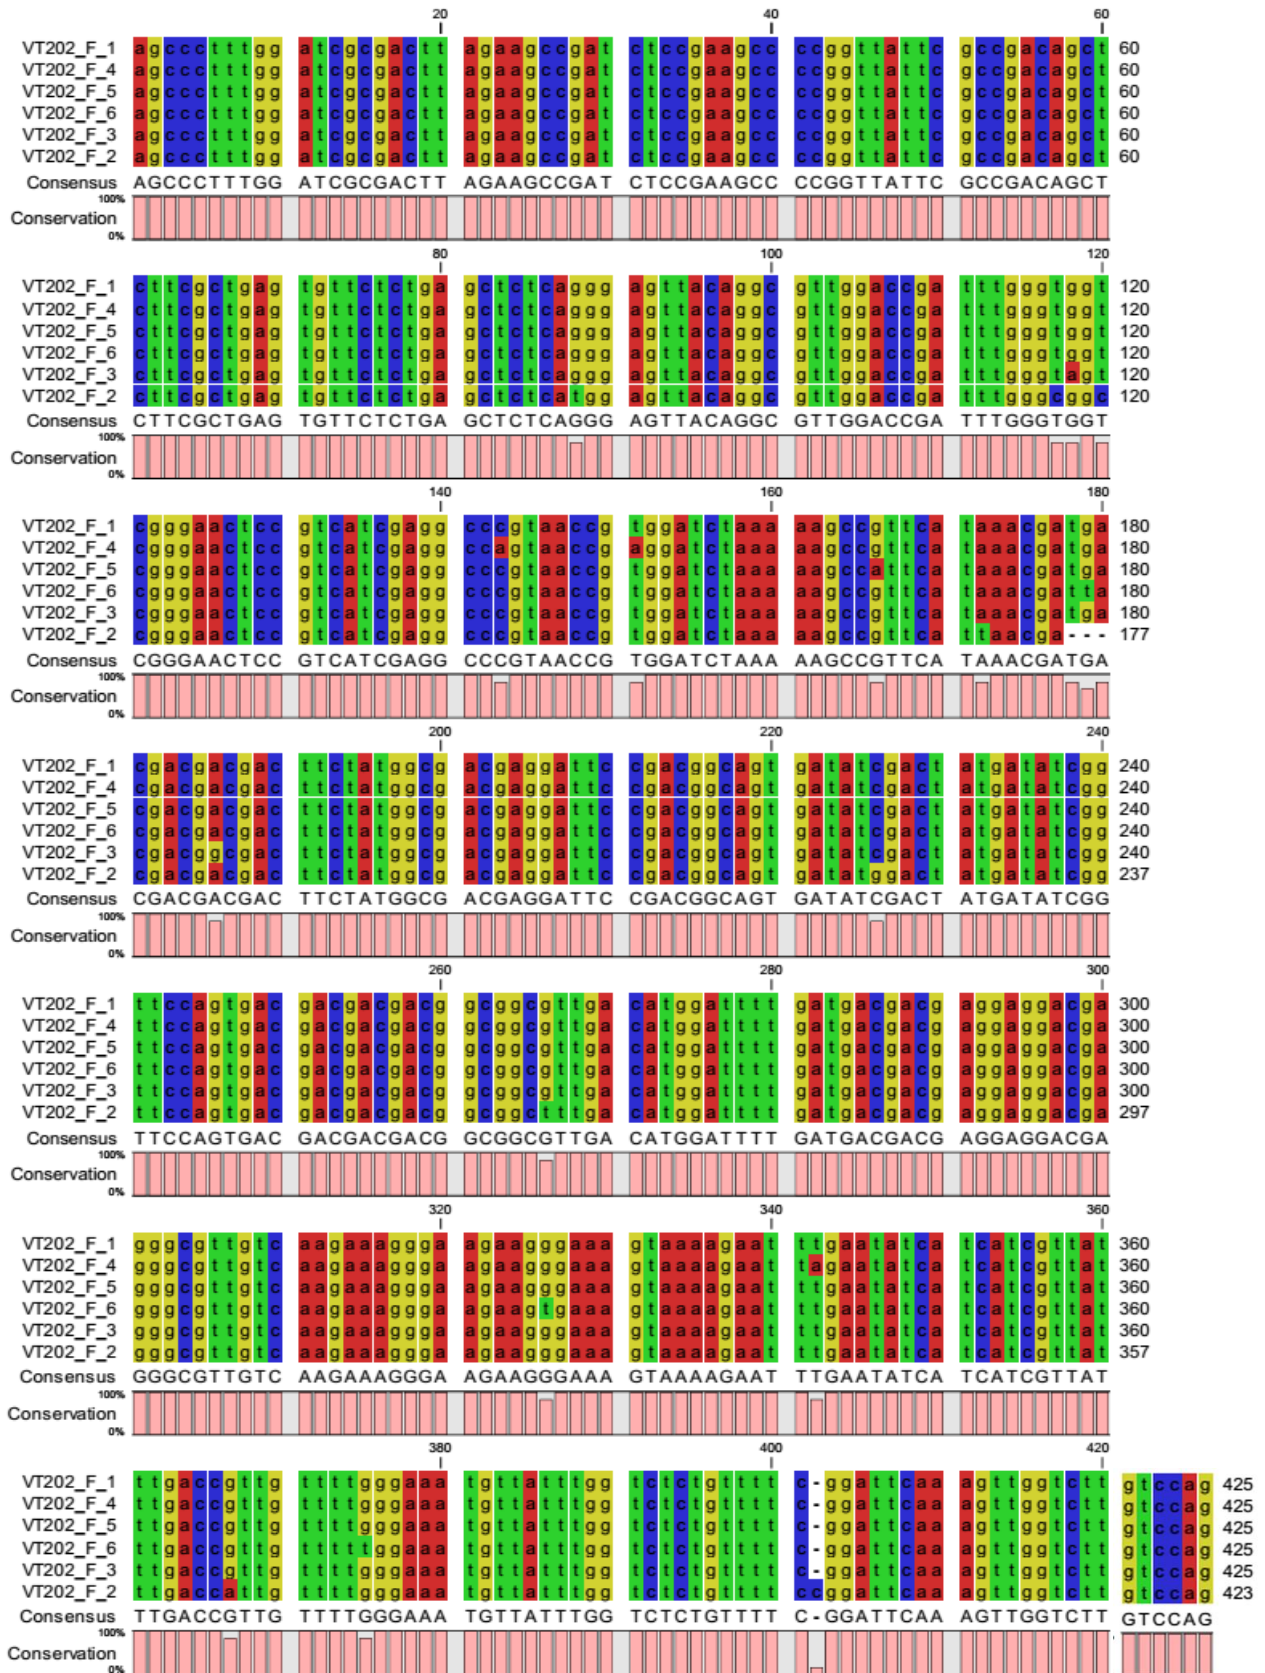 20 40 60
VT202_F_1 agccctttgg atcgcgactt agaagccgat ctccgaagcc ccggttattc gccgacagct 60
VT202_F_4 agccctttgg atcgcgactt agaagccgat ctccgaagcc ccggttattc gccgacagct 60
VT202_F_5 agccctttgg atcgcgactt agaagccgat ctccgaagcc ccggttattc gccgacagct 60
VT202_F_6 agccctttgg atcgcgactt agaagccgat ctccgaagcc ccggttattc gccgacagct 60
VT202_F_3 agccctttgg atcgcgactt agaagccgat ctccgaagcc ccggttattc gccgacagct 60
VT202_F_2 agccctttgg atcgcgactt agaagccgat ctccgaagcc ccggttattc gccgacagct 60
Consensus AGCCCTTTGG ATCGCGACTT AGAAGCCGAT CTCCGAAGCC CCGGTTATTC GCCGACAGCT
100%
Conservation
0%
80 100 120
VT202_F_1 cttcgctgag tgttctctga gctctcaggg agttacaggc gttggaccga tttgggtggt 120
VT202_F_4 cttcgctgag tgttctctga gctctcaggg agttacaggc gttggaccga tttgggtggt 120
VT202_F_5 cttcgctgag tgttctctga gctctcaggg agttacaggc gttggaccga tttgggtggt 120
VT202_F_6 cttcgctgag tgttctctga gctctcaggg agttacaggc gttggaccga tttgggtggt 120
VT202_F_3 cttcgctgag tgttctctga gctctcaggg agttacaggc gttggaccga tttgggtagt 120
VT202_F_2 cttcgctgag tgttctctga gctctcatgg agttacaggc gttggaccga tttgggcggc 120
Consensus CTTCGCTGAG TGTTCTCTGA GCTCTCAGGG AGTTACAGGC GTTGGACCGA TTTGGGTGGT
100%
Conservation
0%
140 160 180
VT202_F_1 cgggaactcc gtcatcgagg cccgtaaccg tggatctaaa aagccgttca taaacgatga 180
VT202_F_4 cgggaactcc gtcatcgagg ccagtaaccg aggatctaaa aagccgttca taaacgatga 180
VT202_F_5 cgggaactcc gtcatcgagg cccgtaaccg tggatctaaa aagccattca taaacgatga 180
VT202_F_6 cgggaactcc gtcatcgagg cccgtaaccg tggatctaaa aagccgttca taaacgatta 180
VT202_F_3 cgggaactcc gtcatcgagg cccgtaaccg tggatctaaa aagccgttca taaacgatga 180
VT202_F_2 cgggaactcc gtcatcgagg cccgtaaccg tggatctaaa aagccgttca ttaacga--- 177
Consensus CGGGAACTCC GTCATCGAGG CCCGTAACCG TGGATCTAAA AAGCCGTTCA TAAACGATGA
100%
Conservation
0%
200 220 240
VT202_F_1 cgacgacgac ttctatggcg acgaggattc cgacggcagt gatatcgact atgatatcgg 240
VT202_F_4 cgacgacgac ttctatggcg acgaggattc cgacggcagt gatatcgact atgatatcgg 240
VT202_F_5 cgacgacgac ttctatggcg acgaggattc cgacggcagt gatatcgact atgatatcgg 240
VT202_F_6 cgacgacgac ttctatggcg acgaggattc cgacggcagt gatatcgact atgatatcgg 240
VT202_F_3 cgacggcgac ttctatggcg acgaggattc cgacggcagt gatatcgact atgatatcgg 240
VT202_F_2 cgacgacgac ttctatggcg acgaggattc cgacggcagt gatatggact atgatatcgg 237
Consensus CGACGACGAC TTCTATGGCG ACGAGGATTC CGACGGCAGT GATATCGACT ATGATATCGG
100%
Conservation
0%
260 280 300
VT202_F_1 ttccagtgac gacgacgacg gcggcgttga catggatttt gatgacgacg aggaggacga 300
VT202_F_4 ttccagtgac gacgacgacg gcggcgttga catggatttt gatgacgacg aggaggacga 300
VT202_F_5 ttccagtgac gacgacgacg gcggcgttga catggatttt gatgacgacg aggaggacga 300
VT202_F_6 ttccagtgac gacgacgacg gcggcgttga catggatttt gatgacgacg aggaggacga 300
VT202_F_3 ttccagtgac gacgacgacg gcggcgttga catggatttt gatgacgacg aggaggacga 300
VT202_F_2 ttccagtgac gacgacgacg gcggctttga catggatttt gatgacgacg aggaggacga 297
Consensus TTCCAGTGAC GACGACGACG GCGGCGTTGA CATGGATTTT GATGACGACG AGGAGGACGA
100%
Conservation
0%
320 340 360
VT202_F_1 gggcgttgtc aagaaaggga agaagggaaa gtaaaagaat ttgaatatca tcatcgttat 360
VT202_F_4 gggcgttgtc aagaaaggga agaagggaaa gtaaaagaat tagaatatca tcatcgttat 360
VT202_F_5 gggcgttgtc aagaaaggga agaagggaaa gtaaaagaat ttgaatatca tcatcgttat 360
VT202_F_6 gggcgttgtc aagaaaggga agaagtgaaa gtaaaagaat ttgaatatca tcatcgttat 360
VT202_F_3 gggcgttgtc aagaaaggga agaagggaaa gtaaaagaat ttgaatatca tcatcgttat 360
VT202_F_2 gggcgttgtc aagaaaggga agaagggaaa gtaaaagaat ttgaatatca tcatcgttat 357
Consensus GGGCGTTGTC AAGAAAGGGA AGAAGGGAAA GTAAAAGAAT TTGAATATCA TCATCGTTAT
100%
Conservation
0%
380 400 420
VT202_F_1 ttgaccgttg ttttgggaaa tgttatttgg tctctgtttt c-ggattcaa agttggtctt gtccag 425
VT202_F_4 ttgaccgttg ttttgggaaa tgttatttgg tctctgtttt c-ggattcaa agttggtctt gtccag 425
VT202_F_5 ttgaccgttg ttttgggaaa tgttatttgg tctctgtttt c-ggattcaa agttggtctt gtccag 425
VT202_F_6 ttgaccgttg tttttggaaa tgttatttgg tctctgtttt c-ggattcaa agttggtctt gtccag 425
VT202_F_3 ttgaccgttg ttttgggaaa tgttatttgg tctctgtttt c-ggattcaa agttggtctt gtccag 425
VT202_F_2 ttgaccattg ttttgggaaa tgttatttgg tctctgtttt ccggattcaa agttggtctt gtccag 423
Consensus TTGACCGTTG TTTTGGGAAA TGTTATTTGG TCTCTGTTTT C-GGATTCAA AGTTGGTCTT GTCCAG
100%
Conservation
0%